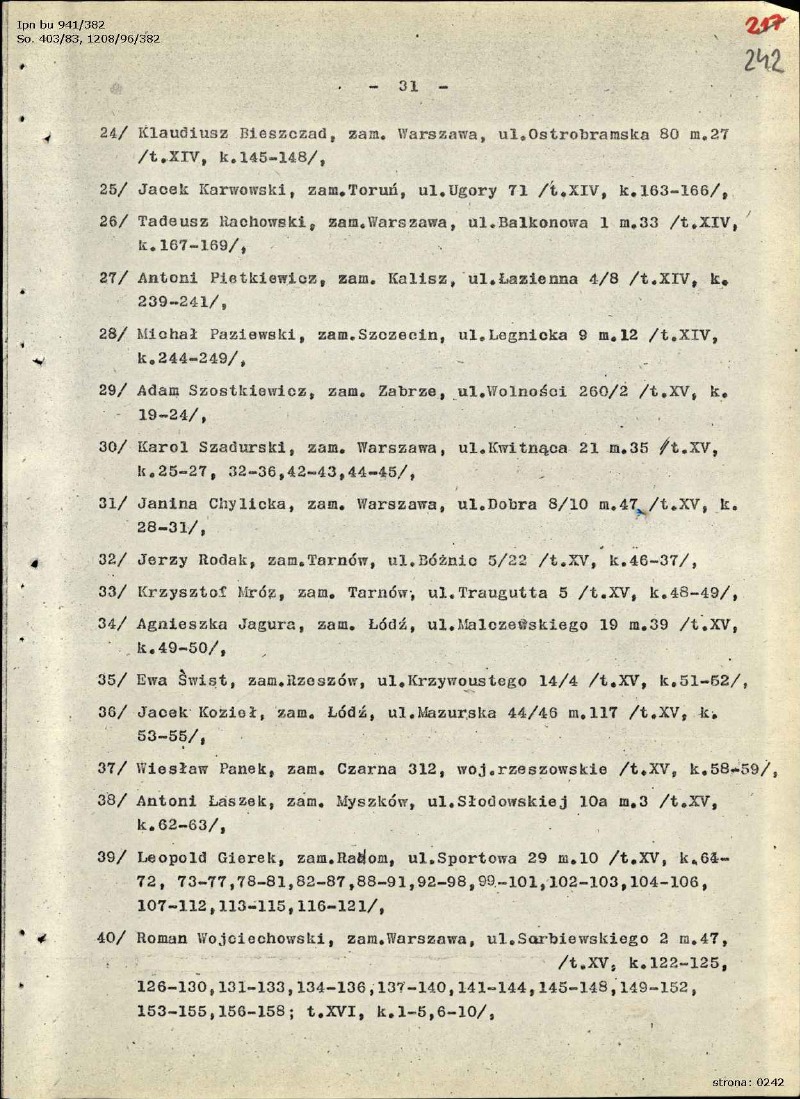 Ipn bu 941/382
So. 403/83, 1208/96/382
217
242
- 31 -
24/ Klaudiusz Bieszczad, zam. Warszawa, ul.Ostrobramska 80 m.27
/t.XIV, k.145-148/,
25/ Jacek Karwowski, zam.Toruń, ul.Ugory 71 /t.XIV, k.163-166/,
26/ Tadeusz Rachowski, zam.Warszawa, ul.Balkonowa 1 m.33 /t.XIV,
k.167-169/,
27/ Antoni Pietkiewicz, zam. Kalisz, ul.Łazienna 4/8 /t.XIV, k.
239-241/,
28/ Michał Paziewski, zam.Szczecin, ul.Legnicka 9 m.12 /t.XIV,
k.244-249/,
29/ Adam Szostkiewicz, zam. Zabrze, ul.Wolności 260/2 /t.XV, k.
19-24/,
30/ Karol Szadurski, zam. Warszawa, ul.Kwitnąca 21 m.35 /t.XV,
k.25-27, 32-36,42-43,44-45/,
31/ Janina Chylicka, zam. Warszawa, ul.Dobra 8/10 m.47, /t.XV, k.
28-31/,
32/ Jerzy Rodak, zam.Tarnów, ul.Bóżnic 5/22 /t.XV, k.46-37/,
33/ Krzysztof Mróz, zam. Tarnów, ul.Traugutta 5 /t.XV, k.48-49/,
34/ Agnieszka Jagura, zam. Łódź, ul.Malczewskiego 19 m.39 /t.XV,
k.49-50/,
35/ Ewa Świst, zam.Rzeszów, ul.Krzywoustego 14/4 /t.XV, k.51-52/,
36/ Jacek Kozieł, zam. Łódź, ul.Mazurska 44/46 m.117 /t.XV, k.
53-55/,
37/ Wiesław Panek, zam. Czarna 312, woj.rzeszowskie /t.XV, k.58-59/,
38/ Antoni Łaszek, zam. Myszków, ul.Słodowskiej 10a m.3 /t.XV,
k.62-63/,
39/ Leopold Gierek, zam.Radom, ul.Sportowa 29 m.10 /t.XV, k.64-
72, 73-77,78-81,82-87,88-91,92-98,99-101,102-103,104-106,
107-112,113-115,116-121/,
40/ Roman Wojciechowski, zam.Warszawa, ul.Sarbiewskiego 2 m.47,
/t.XV, k.122-125,
126-130,131-133,134-136,137-140,141-144,145-148,149-152,
153-155,156-158; t.XVI, k.1-5,6-10/,
strona: 0242